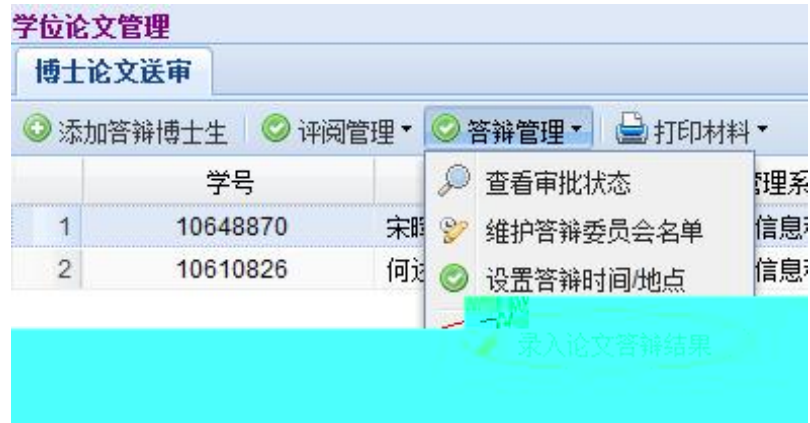 学位论文管理
博士论文送审
添加答辩博士生 评阅管理 答辩管理 打印材料
学号 管理系
查看审批状态
1 10648870 宋 信息
维护答辩委员会名单
2 10610826 何 信息
设置答辩时间/地点
录入论文答辩结果